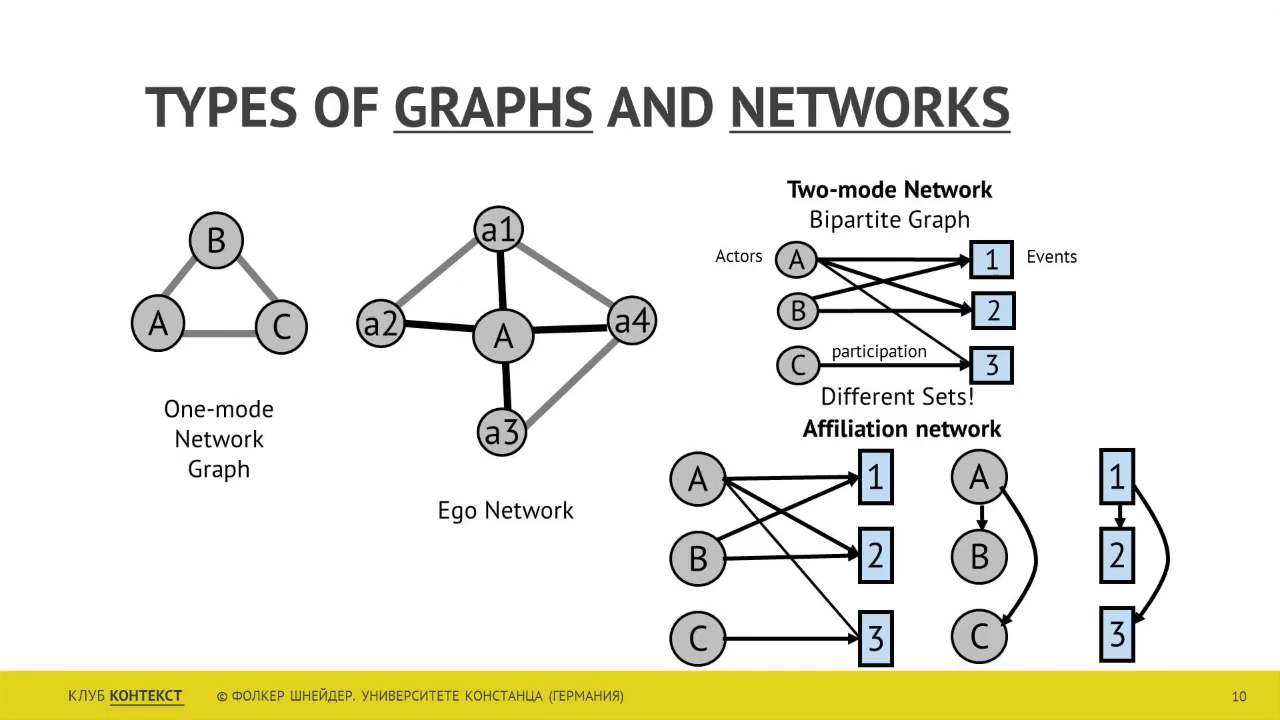 TYPES OF GRAPHS AND NETWORKS
B
A
C
One-mode
Network
Graph
a1
a2
A
a4
a3
Ego Network
Two-mode Network
Bipartite Graph
Actors
A
1
Events
B
2
C
participation
3
Different Sets!
Affiliation network
A
1
A
1
B
2
B
2
C
3
C
3
КЛУБ КОНТЕКСТ
© ФОЛКЕР ШНЕЙДЕР. УНИВЕРСИТЕТЕ КОНСТАНЦА (ГЕРМАНИЯ)
10